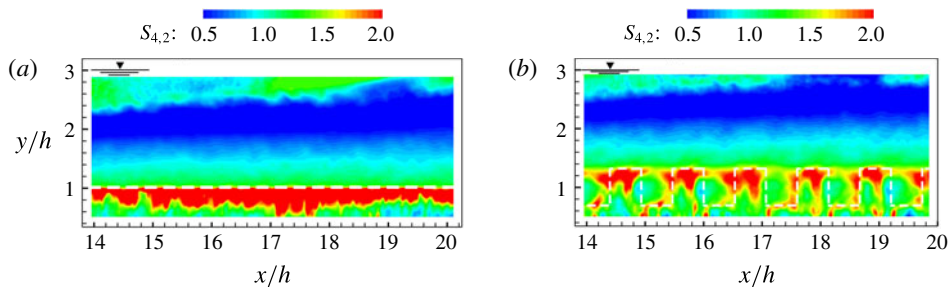 S4,2: 0.5 1.0 1.5 2.0 S4,2: 0.5 1.0 1.5 2.0
(a) (b)
3 3
y/h 2 2
1 1
14 15 16 17 18 19 20 14 15 16 17 18 19 20
x/h x/h